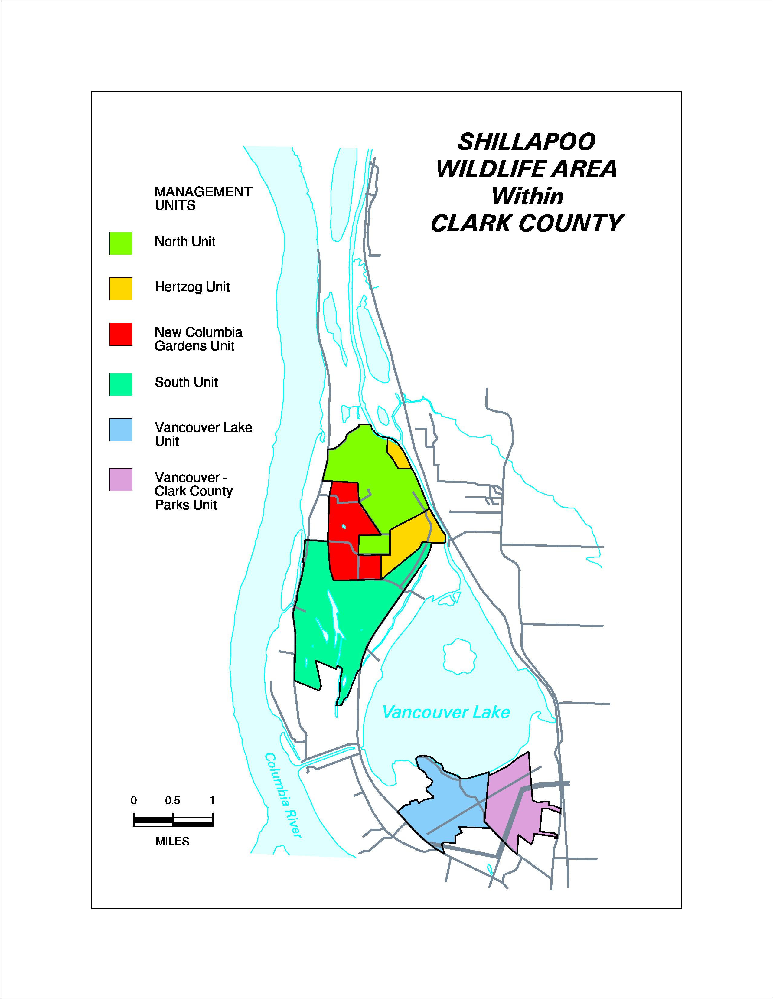 SHILLAPOO
WILDLIFE AREA
Within
CLARK COUNTY
MANAGEMENT
UNITS
North Unit
Hertzog Unit
New Columbia
Gardens Unit
South Unit
Vancouver Lake
Unit
Vancouver -
Clark County
Parks Unit
Vancouver Lake
Columbia River
0 0.5 1
MILES